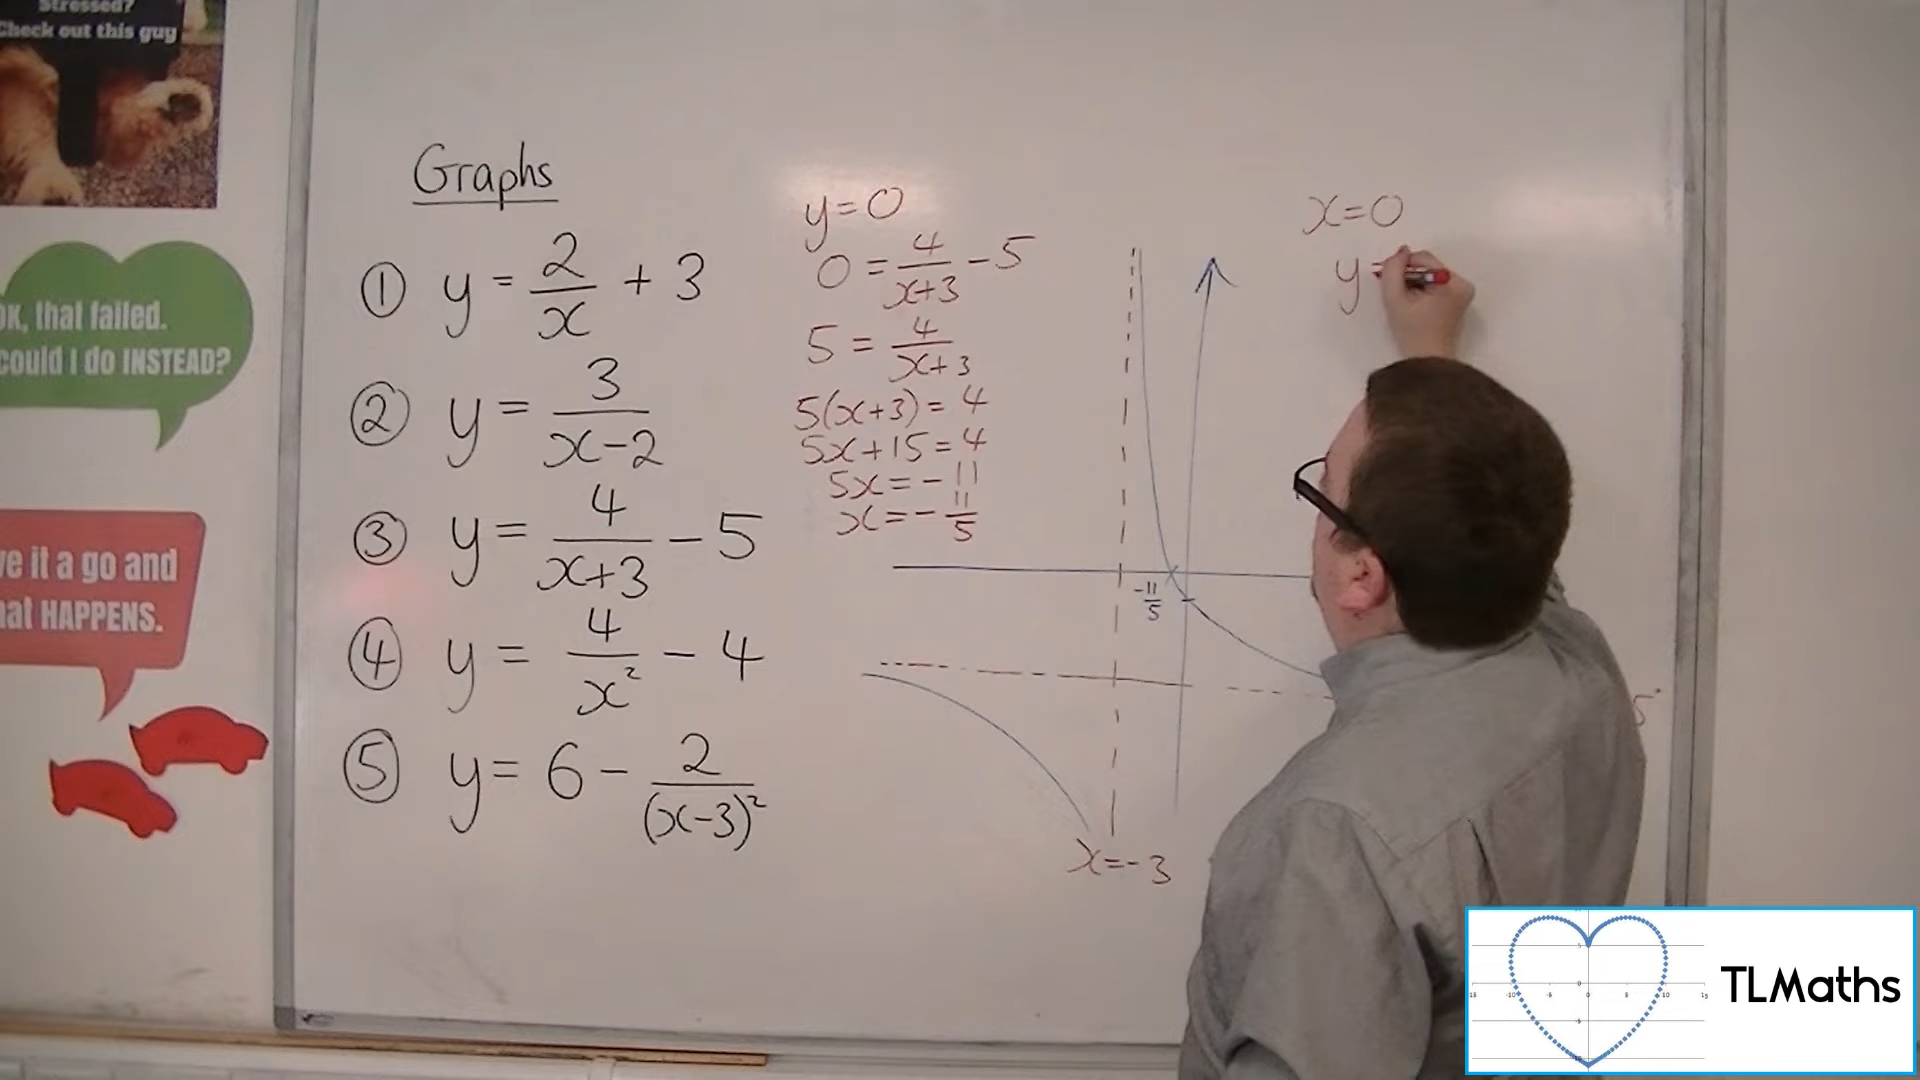 Stressed?
Check out this guy
OK, that failed.
could I do INSTEAD?
ve it a go and
hat HAPPENS.
Graphs
① y = 2/x + 3
② y = 3/(x-2)
③ y = 4/(x+3) - 5
④ y = 4/x² - 4
⑤ y = 6 - 2/(x-3)²
y=0
0 = 4/(x+3) - 5
5 = 4/(x+3)
5(x+3) = 4
5x+15 = 4
5x = -11
x = -11/5
x=0
y=
-11/5
5
x=-3
TLMaths